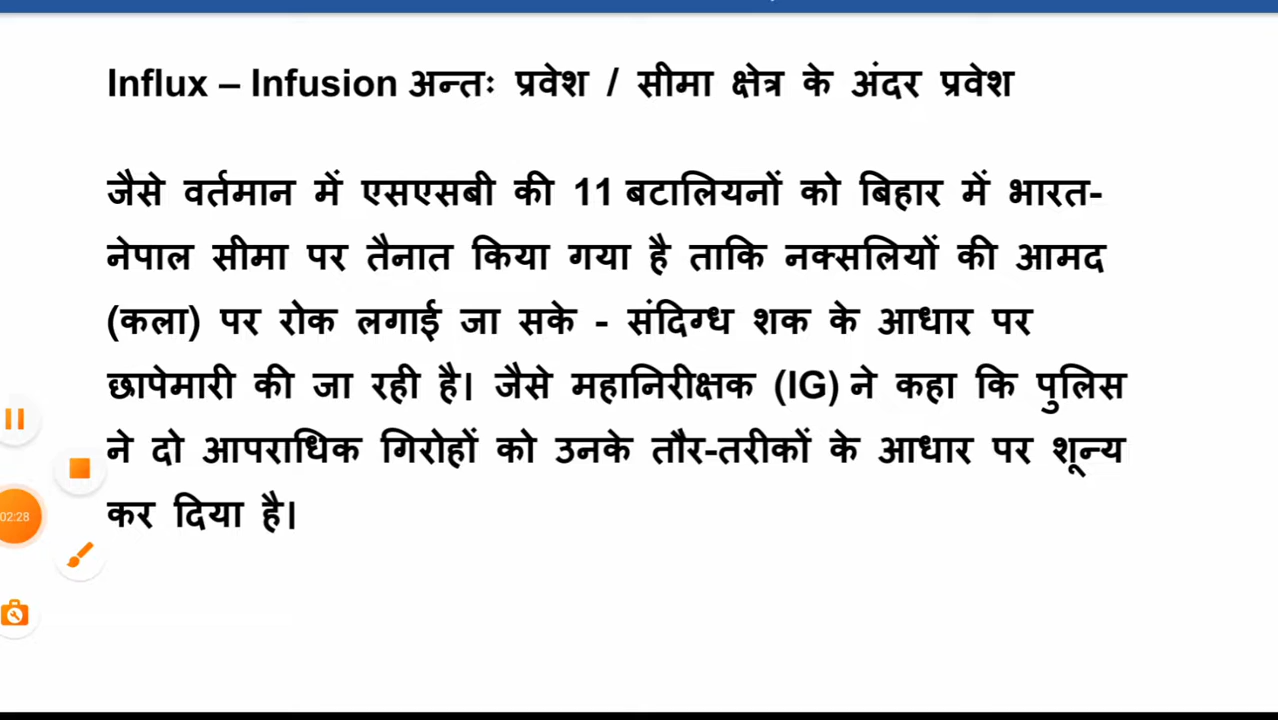 Influx – Infusion अन्तः प्रवेश / सीमा क्षेत्र के अंदर प्रवेश
जैसे वर्तमान में एसएसबी की 11 बटालियनों को बिहार में भारत-
नेपाल सीमा पर तैनात किया गया है ताकि नक्सलियों की आमद
(कला) पर रोक लगाई जा सके - संदिग्ध शक के आधार पर
छापेमारी की जा रही है। जैसे महानिरीक्षक (IG) ने कहा कि पुलिस
ने दो आपराधिक गिरोहों को उनके तौर-तरीकों के आधार पर शून्य
कर दिया है।
02:28